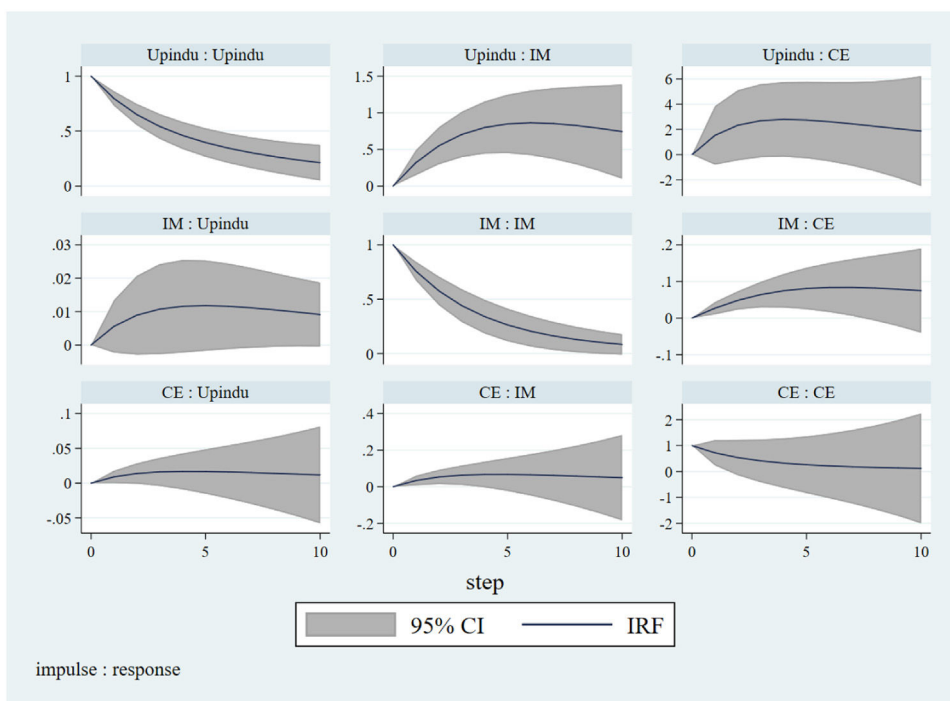 Upindu : Upindu
Upindu : IM
Upindu : CE
1
.5
0
1.5
1
.5
0
6
4
2
0
-2
IM : Upindu
IM : IM
IM : CE
.03
.02
.01
0
1
.5
0
.2
.1
0
-.1
CE : Upindu
CE : IM
CE : CE
.1
.05
0
-.05
.4
.2
0
-.2
2
1
0
-1
-2
0 5 10
0 5 10
0 5 10
step
95% CI IRF
impulse : response